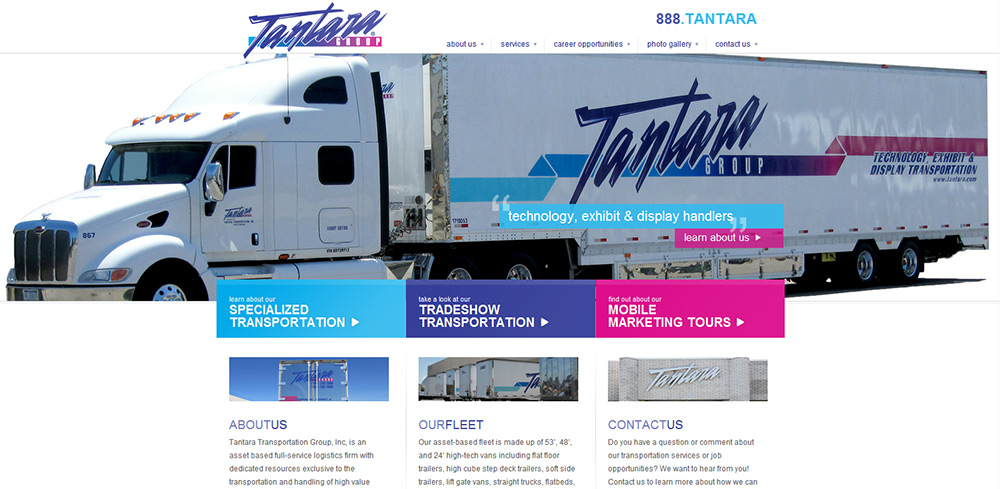 Tantara
GROUP
888.TANTARA
about us services career opportunities photo gallery contact us
Tantara
GROUP
TECHNOLOGY, EXHIBIT &
DISPLAY TRANSPORTATION
www.tantara.com
Tantara
867
“technology, exhibit & display handlers”
learn about us
learn about our
SPECIALIZED
TRANSPORTATION
take a look at our
TRADESHOW
TRANSPORTATION
find out about our
MOBILE
MARKETING TOURS
Tantara
GROUP
Tantara
ABOUTUS
Tantara Transportation Group, Inc, is an
asset based full-service logistics firm with
dedicated resources exclusive to the
transportation and handling of high value
OURFLEET
Our asset-based fleet is made up of 53’, 48’,
and 24’ high-tech vans including flat floor
trailers, high cube step deck trailers, soft side
trailers, lift gate vans, straight trucks, flatbeds,
CONTACTUS
Do you have a question or comment about
our transportation services or job
opportunities? We want to hear from you!
Contact us to learn more about how we can